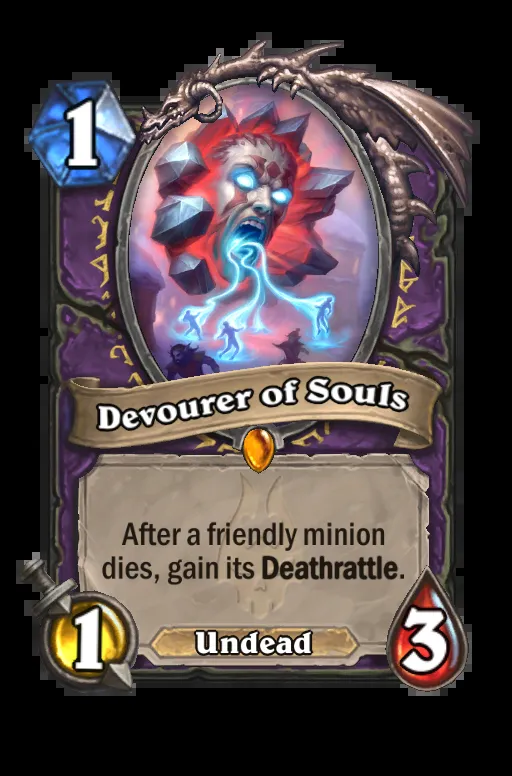 1
Devourer of Souls
After a friendly minion
dies, gain its Deathrattle.
1
Undead
3